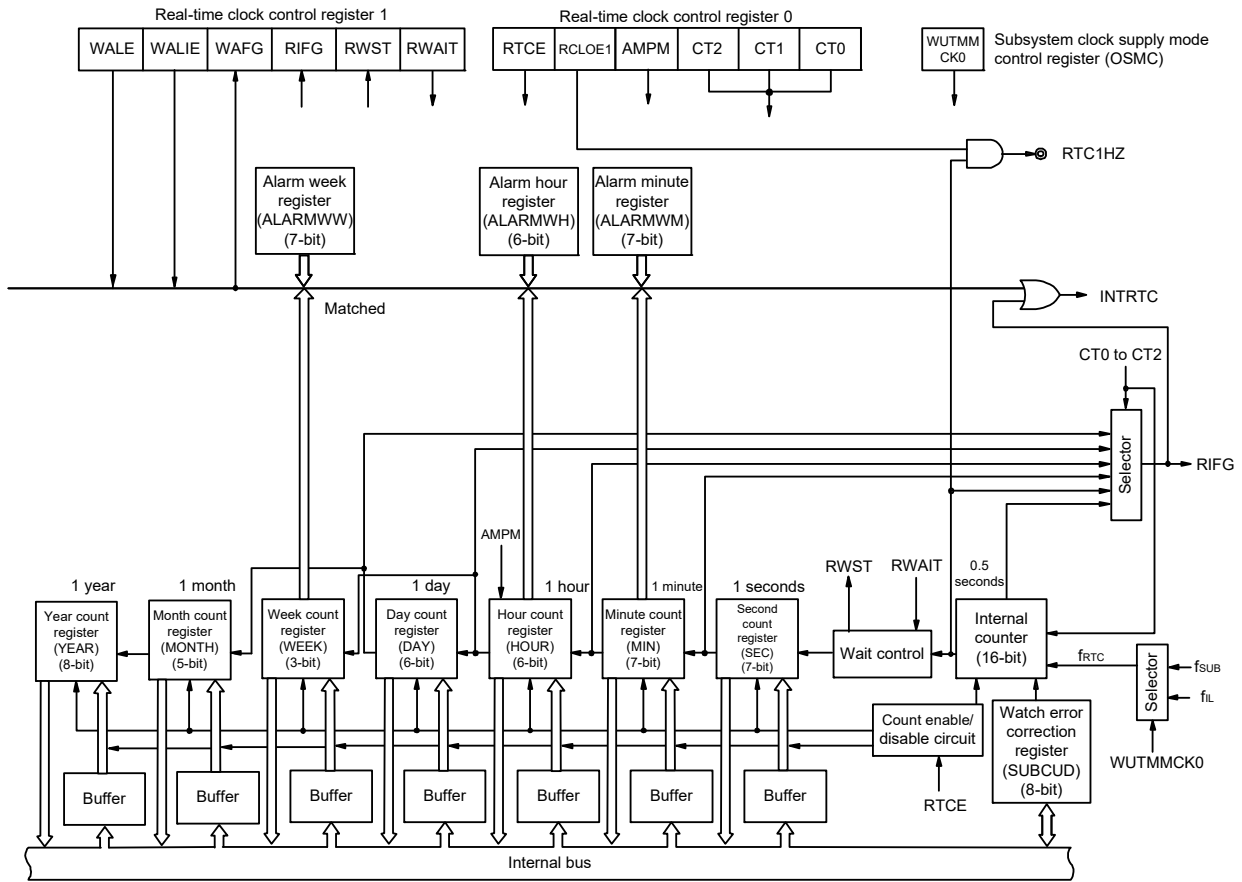 Real-time clock control register 1
WALE WALIE WAFG RIFG RWST RWAIT
Real-time clock control register 0
RTCE RCLOE1 AMPM CT2 CT1 CT0
WUTMM
CK0
Subsystem clock supply mode
control register (OSMC)
RTC1HZ
Alarm week
register
(ALARMWW)
(7-bit)
Alarm hour
register
(ALARMWH)
(6-bit)
Alarm minute
register
(ALARMWM)
(7-bit)
Matched
INTRTC
CT0 to CT2
Selector
RIFG
AMPM
RWST
RWAIT
0.5
seconds
1 year
1 month
1 day
1 hour
1 minute
1 seconds
Year count
register
(YEAR)
(8-bit)
Month count
register
(MONTH)
(5-bit)
Week count
register
(WEEK)
(3-bit)
Day count
register
(DAY)
(6-bit)
Hour count
register
(HOUR)
(6-bit)
Minute count
register
(MIN)
(7-bit)
Second
count
register
(SEC)
(7-bit)
Wait control
Internal
counter
(16-bit)
fRTC
Selector
fSUB
fIL
WUTMMCK0
Count enable/
disable circuit
RTCE
Watch error
correction
register
(SUBCUD)
(8-bit)
Buffer
Buffer
Buffer
Buffer
Buffer
Buffer
Buffer
Internal bus